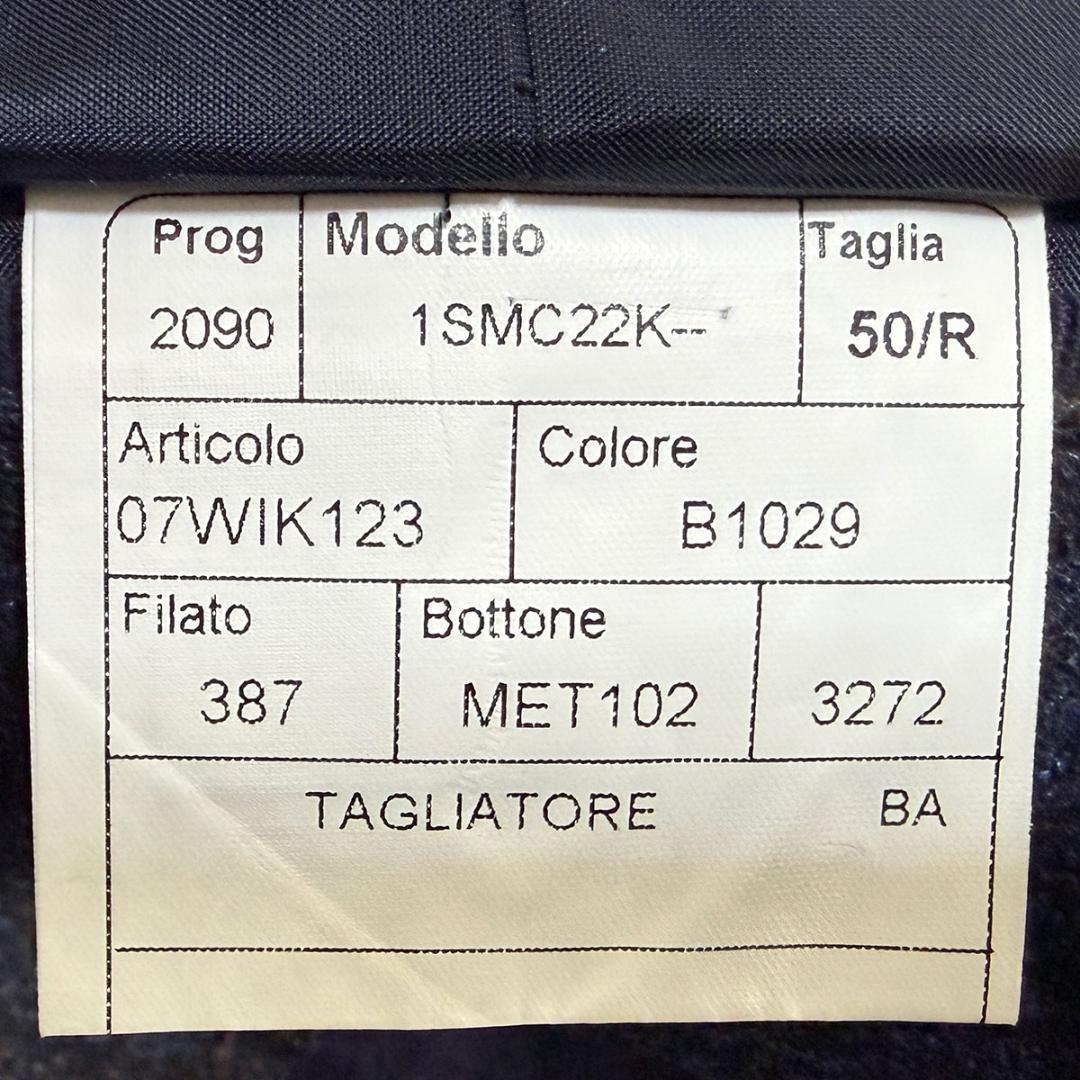 Prog Modello Taglia
2090 1SMC22K-- 50/R
Articolo Colore
07WIK123 B1029
Filato Bottone
387 MET102 3272
TAGLIATORE BA